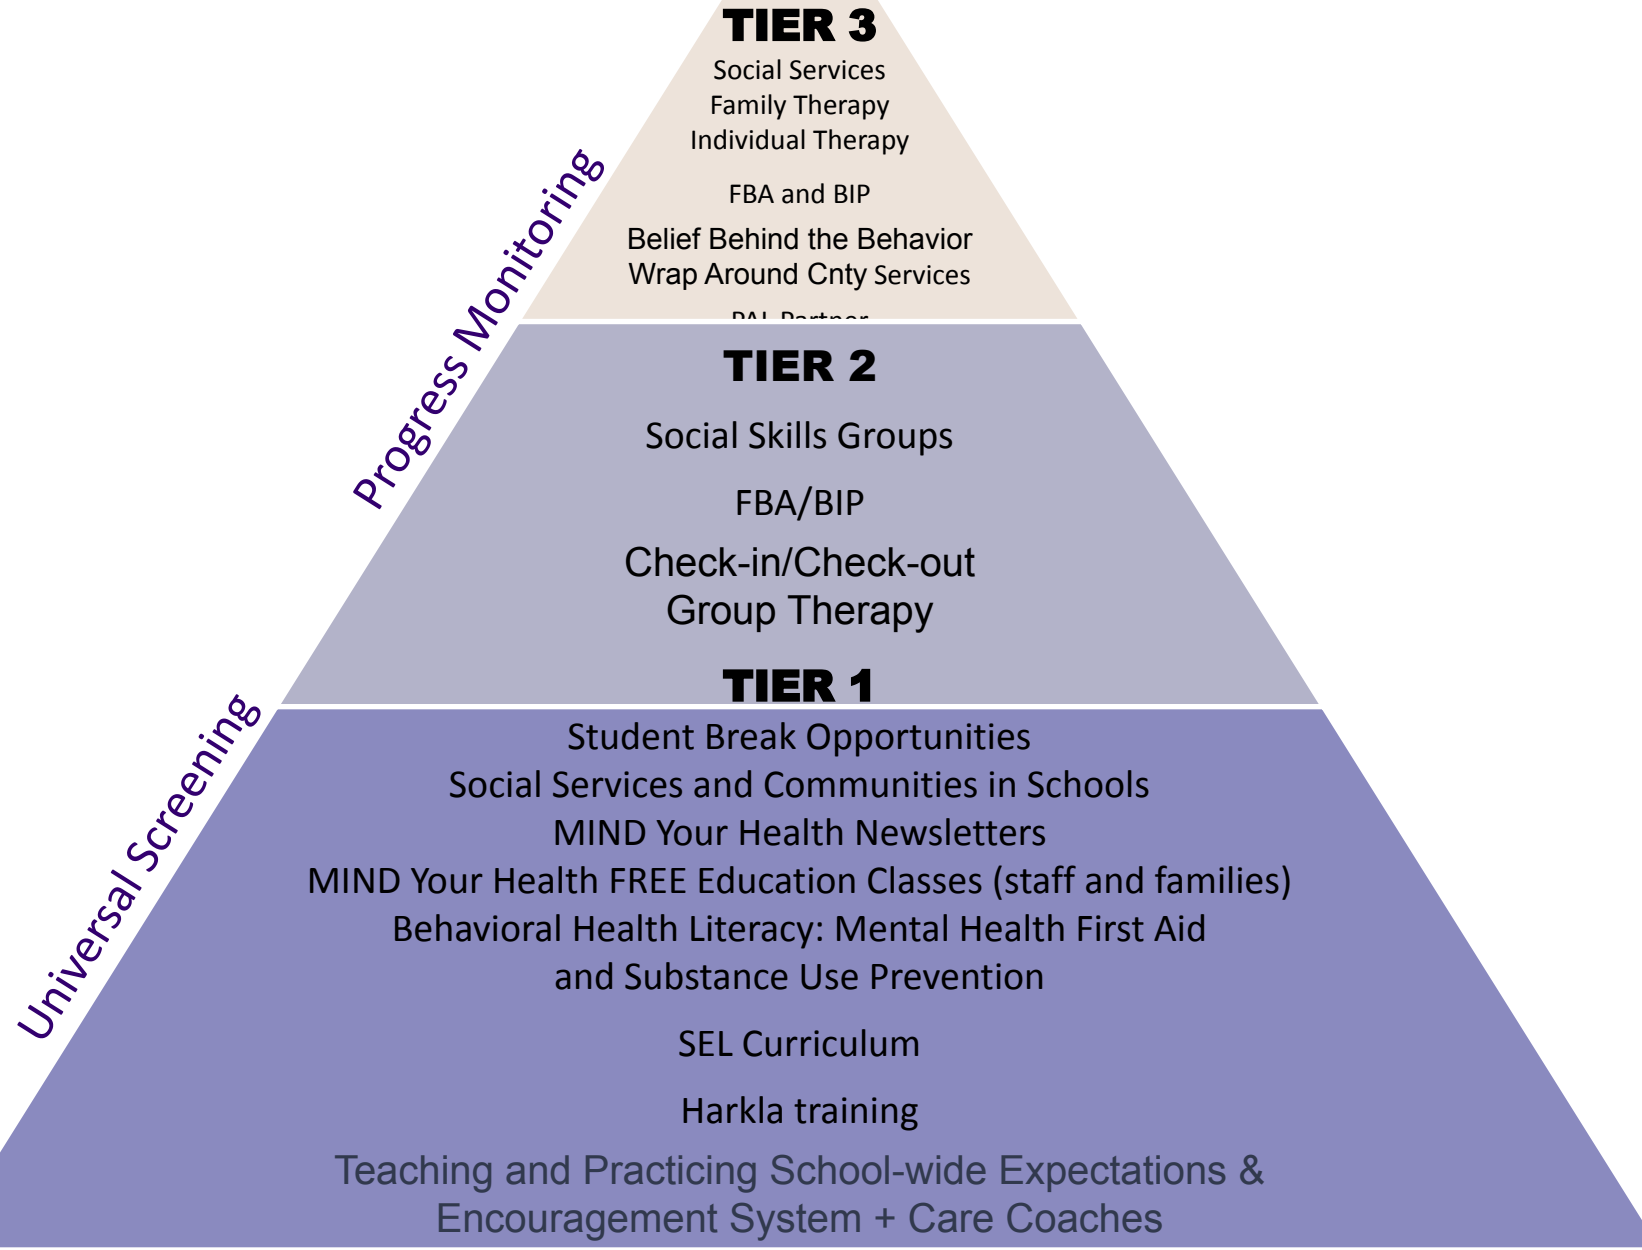 TIER 3
Social Services
Family Therapy
Individual Therapy
FBA and BIP
Belief Behind the Behavior
Wrap Around Cnty Services
PAL Partner
Progress Monitoring
TIER 2
Social Skills Groups
FBA/BIP
Check-in/Check-out
Group Therapy
TIER 1
Universal Screening
Student Break Opportunities
Social Services and Communities in Schools
MIND Your Health Newsletters
MIND Your Health FREE Education Classes (staff and families)
Behavioral Health Literacy: Mental Health First Aid
and Substance Use Prevention
SEL Curriculum
Harkla training
Teaching and Practicing School-wide Expectations &
Encouragement System + Care Coaches